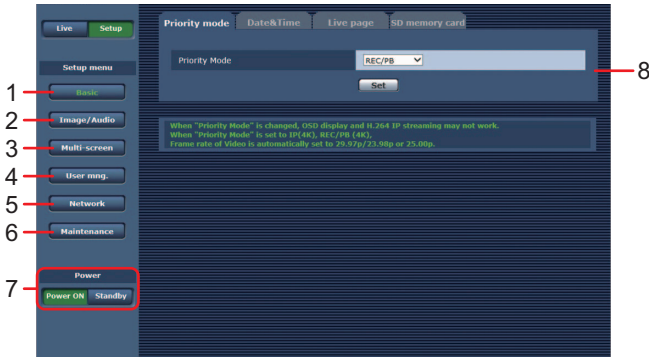 Live Setup
Priority mode Date&Time Live page SD memory card
Setup menu
Priority Mode REC/PB
8
Set
1 Basic
2 Image/Audio
3 Multi-screen
4 User mng.
5 Network
6 Maintenance
When "Priority Mode" is changed, OSD display and H.264 IP streaming may not work.
When "Priority Mode" is set to IP(4K), REC/PB (4K),
Frame rate of Video is automatically set to 29.97p/23.98p or 25.00p.
7
Power
Power ON Standby